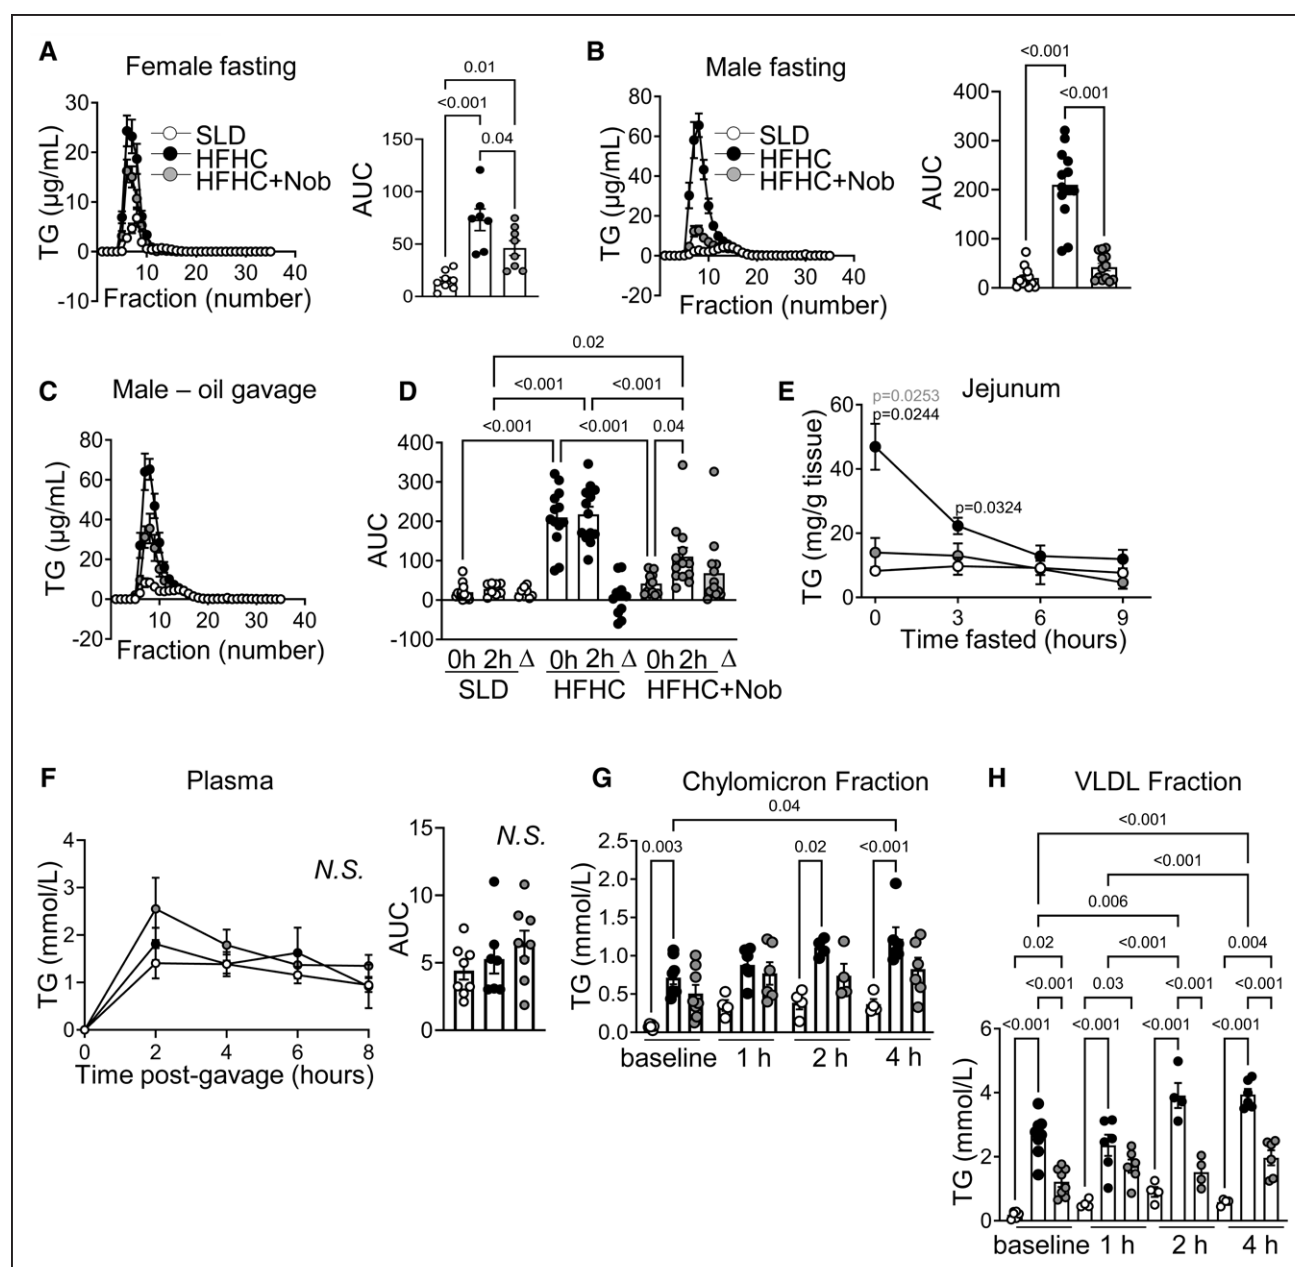 A
Female fasting
TG (µg/mL)
30
20
10
0
-10
10
20
30
40
Fraction (number)
SLD
HFHC
HFHC+Nob
AUC
150
100
50
0
0.01
<0.001
0.04
B
Male fasting
TG (µg/mL)
80
60
40
20
0
-20
10
20
30
40
Fraction (number)
SLD
HFHC
HFHC+Nob
AUC
400
300
200
100
0
<0.001
<0.001
C
Male – oil gavage
TG (µg/mL)
80
60
40
20
0
-20
10
20
30
40
Fraction (number)
D
0.02
<0.001
<0.001
<0.001
<0.001
0.04
AUC
400
300
200
100
0
-100
0h 2h Δ
0h 2h Δ
0h 2h Δ
SLD
HFHC
HFHC+Nob
E
Jejunum
p=0.0253
p=0.0244
p=0.0324
TG (mg/g tissue)
60
40
20
0
0
3
6
9
Time fasted (hours)
F
Plasma
TG (mmol/L)
4
3
2
1
0
0
2
4
6
8
Time post-gavage (hours)
N.S.
AUC
15
10
5
0
N.S.
G
Chylomicron Fraction
0.04
0.003
0.02
<0.001
TG (mmol/L)
2.5
2.0
1.5
1.0
0.5
0.0
baseline
1 h
2 h
4 h
H
VLDL Fraction
<0.001
<0.001
0.006
0.02
<0.001
0.004
<0.001
0.03
<0.001
<0.001
<0.001
<0.001
<0.001
<0.001
TG (mmol/L)
6
4
2
0
baseline
1 h
2 h
4 h